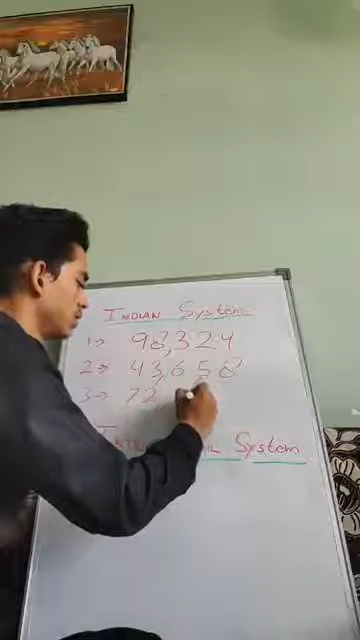 Indian System
1→ 98,324
2→ 43,658
3→ 72,
System